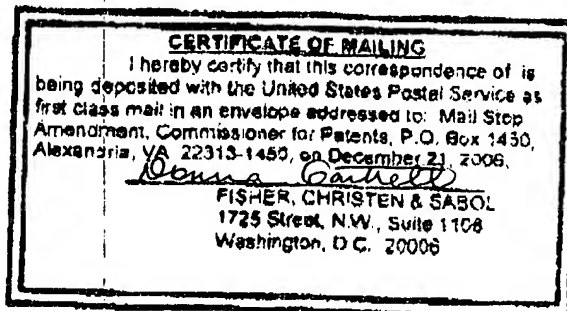 CERTIFICATE OF MAILING
I hereby certify that this correspondence of is
being deposited with the United States Postal Service as
first class mail in an envelope addressed to: Mail Stop
Amendment, Commissioner for Patents, P.O. Box 1450,
Alexandria, VA 22313-1450, on December 21, 2006,
Donna
FISHER, CHRISTEN & SABOL
1725 Street, N.W., Suite 1108
Washington, D.C. 20006